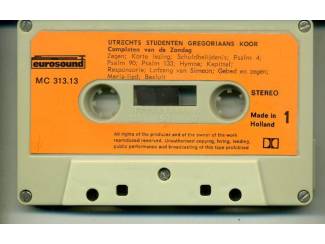 eurosound
UTRECHTS STUDENTEN GREGORIAANS KOOR
Completen van de Zondag
Zegen; Korte lezing; Schuldbelijdenis; Psalm 4;
Psalm 90; Psalm 133; Hymne; Kapittel;
Responsorie; Lofzang van Simeon; Gebed en zegen;
Maria-lied; Besluit
MC 313.13
STEREO
Made in
Holland
1
All rights of the producer and of the owner of the work
reproduced reserved. Unauthorised copying, hiring, lending,
public performance and broadcasting of this tape prohibited